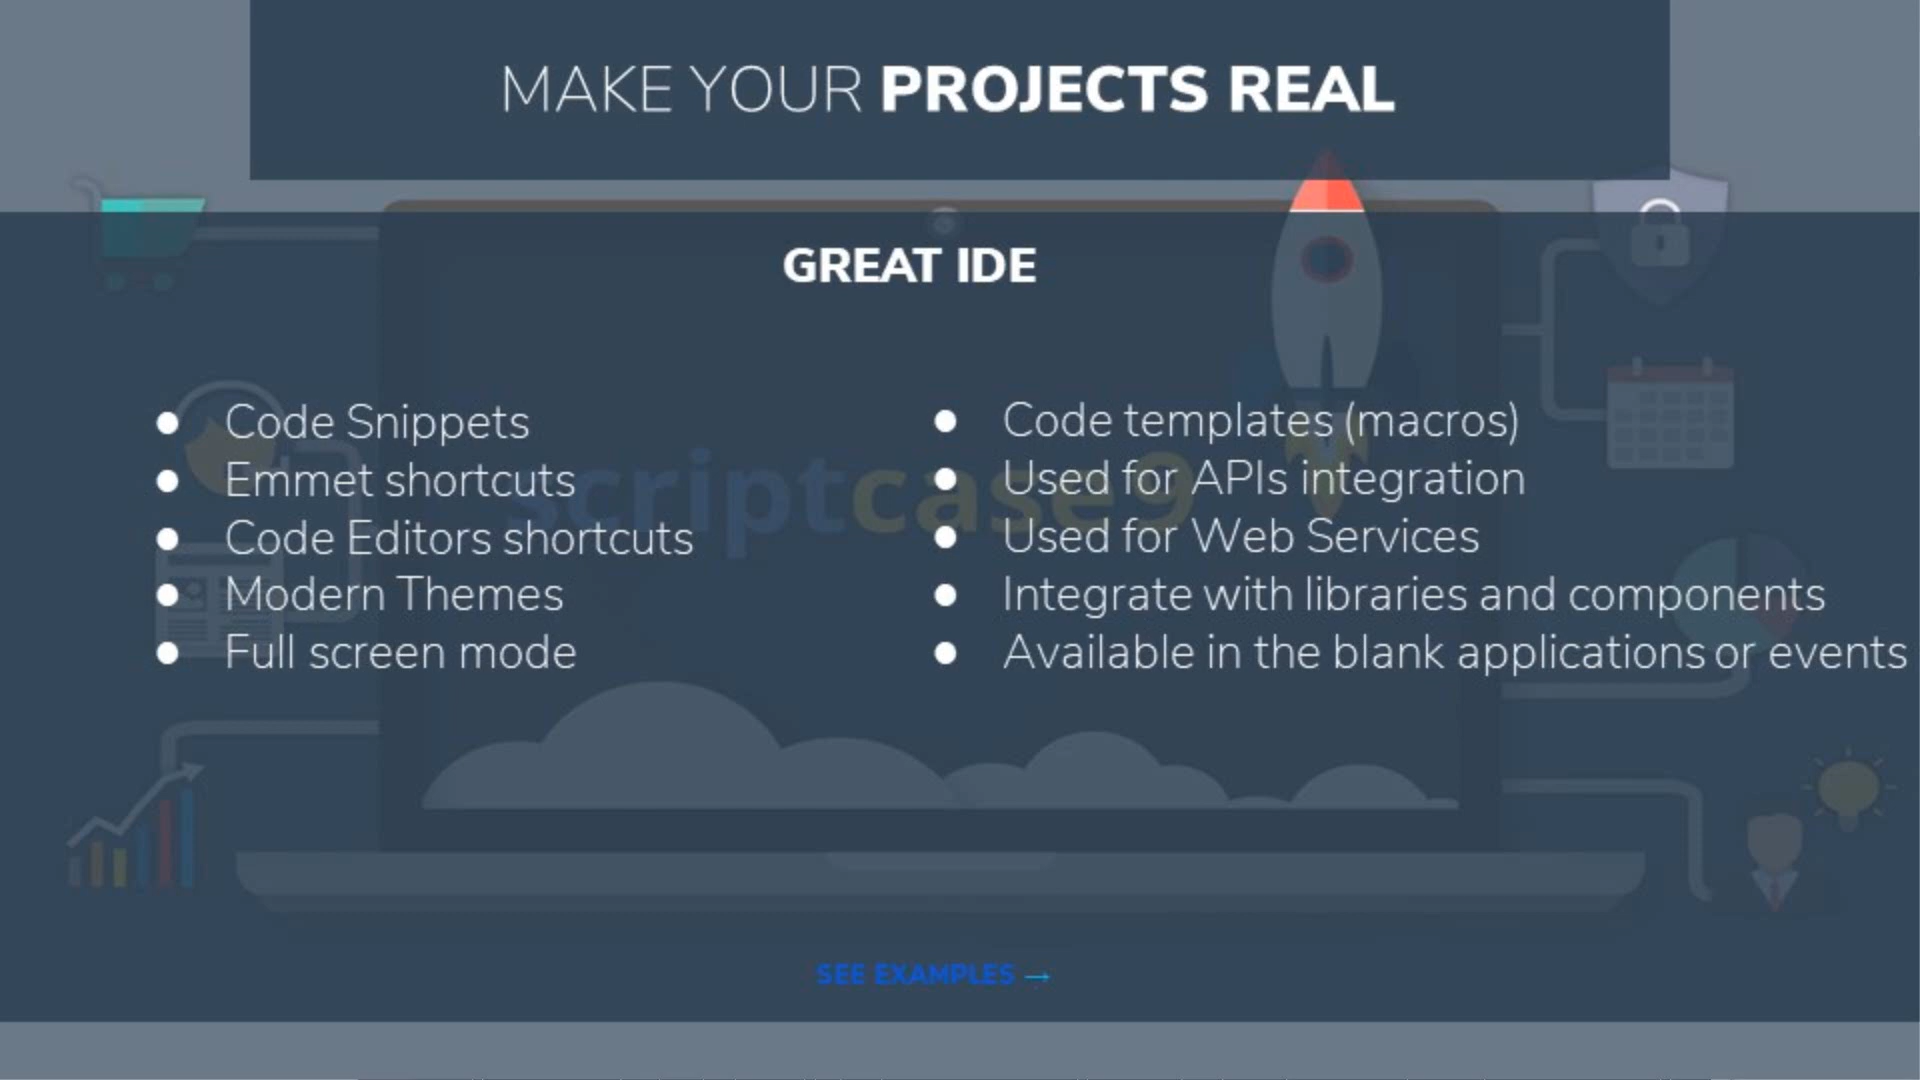 MAKE YOUR PROJECTS REAL
GREAT IDE
Code Snippets
Emmet shortcuts
Code Editors shortcuts
Modern Themes
Full screen mode
Code templates (macros)
Used for APIs integration
Used for Web Services
Integrate with libraries and components
Available in the blank applications or events
scriptcase9
SEE EXAMPLES →